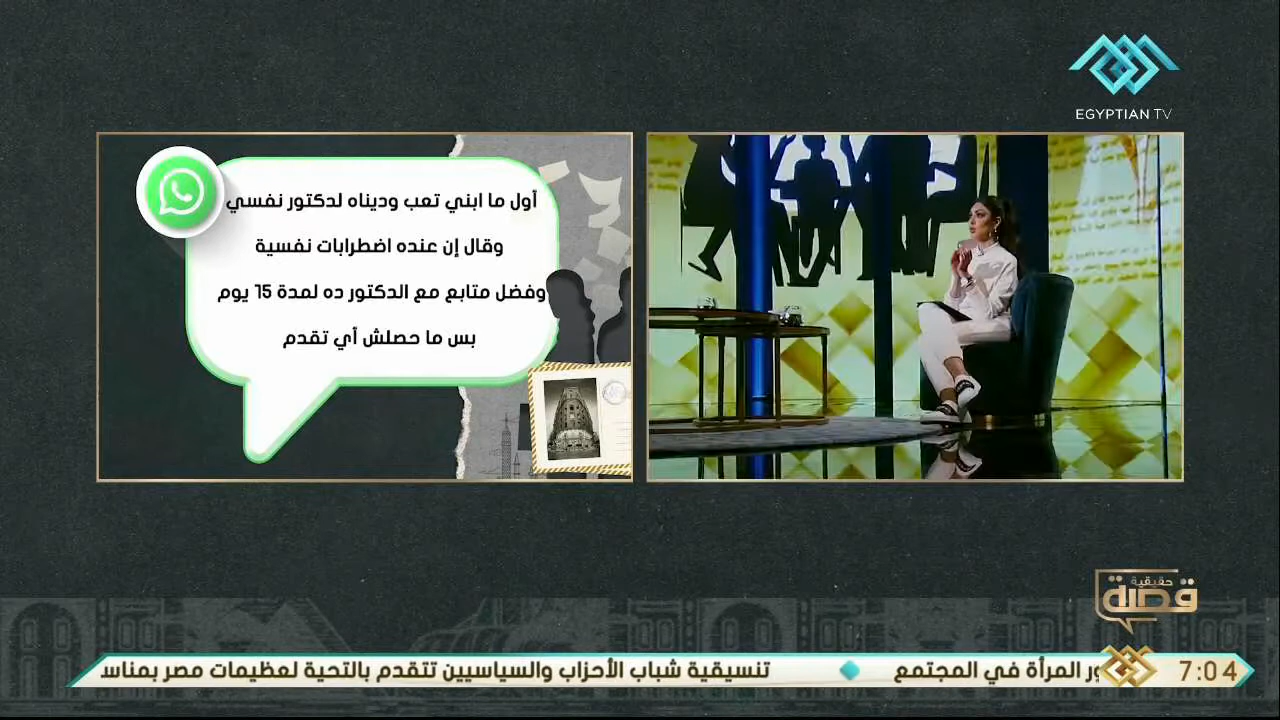 EGYPTIAN TV
أول ما ابني تعب وديناه لدكتور نفسي
وقال إن عنده اضطرابات نفسية
وفضل متابع مع الدكتور ده لمدة 15 يوم
بس ما حصلش أي تقدم
قصة حقيقية
7:04
المرأة في المجتمع
تنسيقية شباب الأحزاب والسياسيين تتقدم بالتحية لعظيمات مصر بمناس